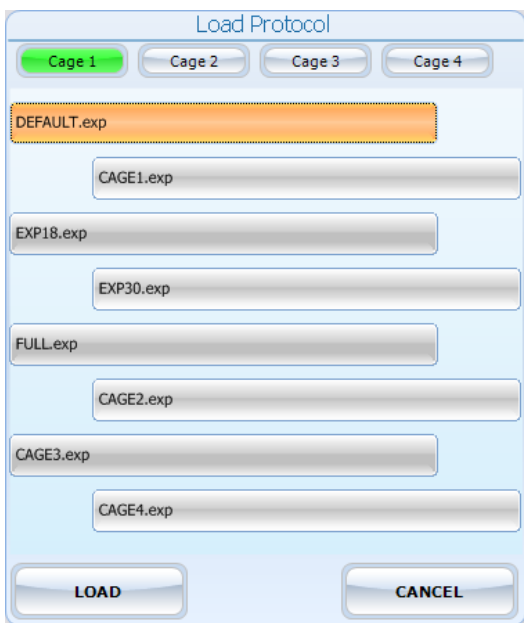 Load Protocol
Cage 1 Cage 2 Cage 3 Cage 4
DEFAULT.exp
CAGE1.exp
EXP18.exp
EXP30.exp
FULL.exp
CAGE2.exp
CAGE3.exp
CAGE4.exp
LOAD CANCEL